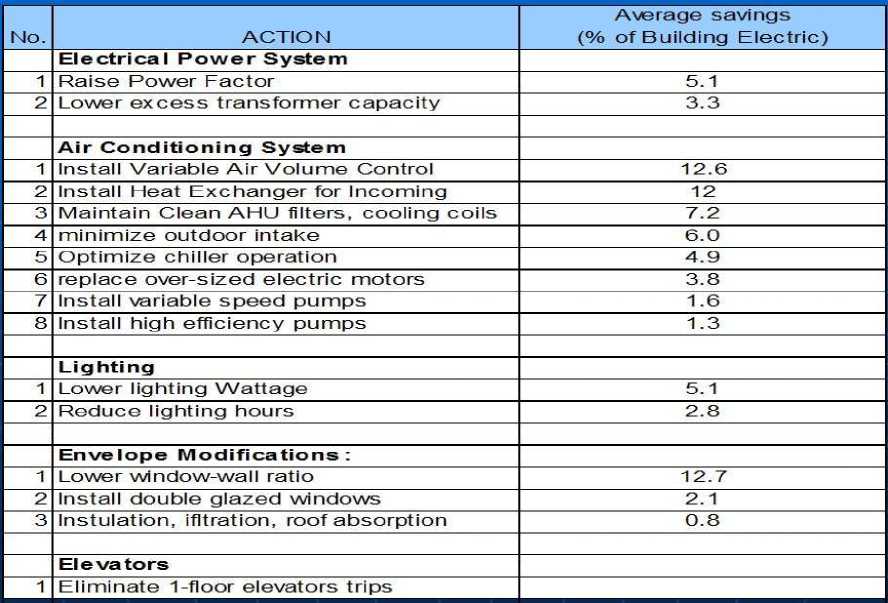 Average savings
No. ACTION (% of Building Electric)
Electrical Power System
1 Raise Power Factor 5.1
2 Lower excess transformer capacity 3.3
Air Conditioning System
1 Install Variable Air Volume Control 12.6
2 Install Heat Exchanger for Incoming 12
3 Maintain Clean AHU filters, cooling coils 7.2
4 minimize outdoor intake 6.0
5 Optimize chiller operation 4.9
6 replace over-sized electric motors 3.8
7 Install variable speed pumps 1.6
8 Install high efficiency pumps 1.3
Lighting
1 Lower lighting Wattage 5.1
2 Reduce lighting hours 2.8
Envelope Modifications :
1 Lower window-wall ratio 12.7
2 Install double glazed windows 2.1
3 Instulation, ifltration, roof absorption 0.8
Elevators
1 Eliminate 1-floor elevators trips